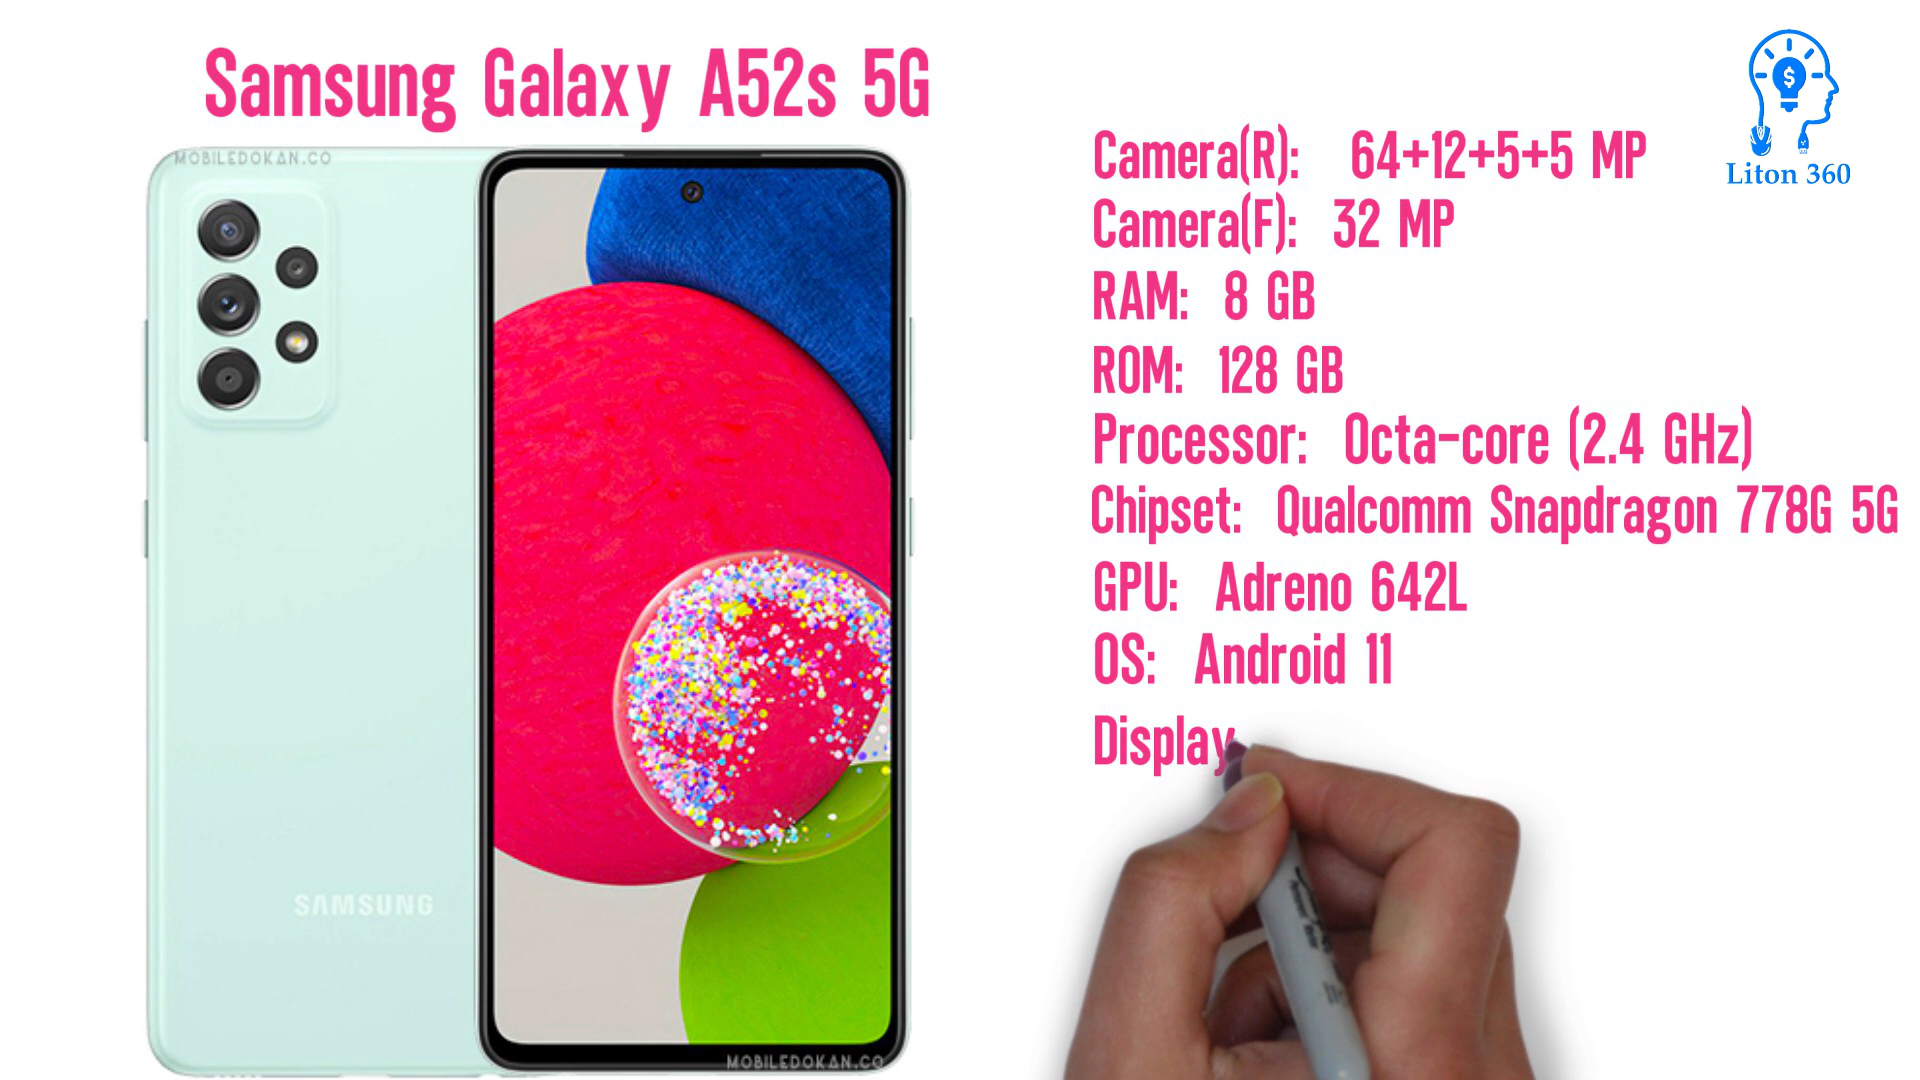 Samsung Galaxy A52s 5G
MOBILEDOKAN.CO
SAMSUNG
MOBILEDOKAN.CO
Liton 360
Camera(R): 64+12+5+5 MP
Camera(F): 32 MP
RAM: 8 GB
ROM: 128 GB
Processor: Octa-core (2.4 GHz)
Chipset: Qualcomm Snapdragon 778G 5G
GPU: Adreno 642L
OS: Android 11
Display